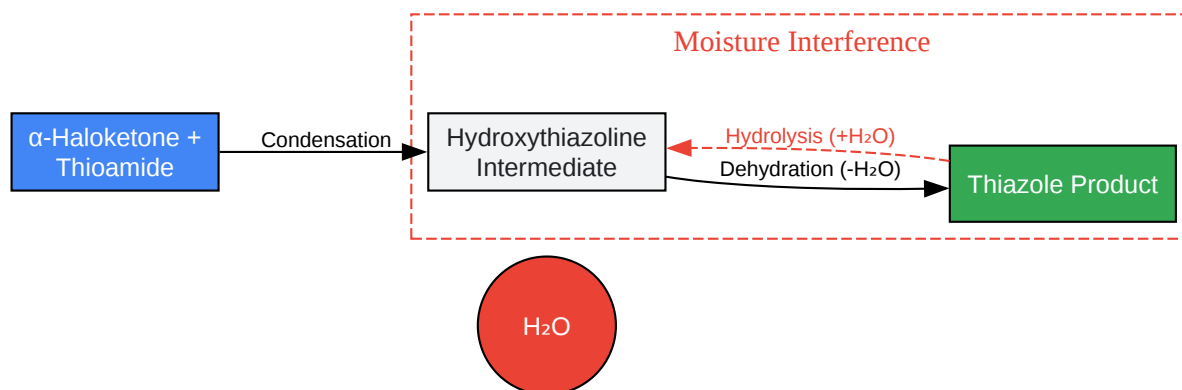 Moisture Interference
α-Haloketone +
Thioamide
Condensation
Hydroxythiazoline
Intermediate
Hydrolysis (+H₂O)
Dehydration (-H₂O)
Thiazole Product
H₂O